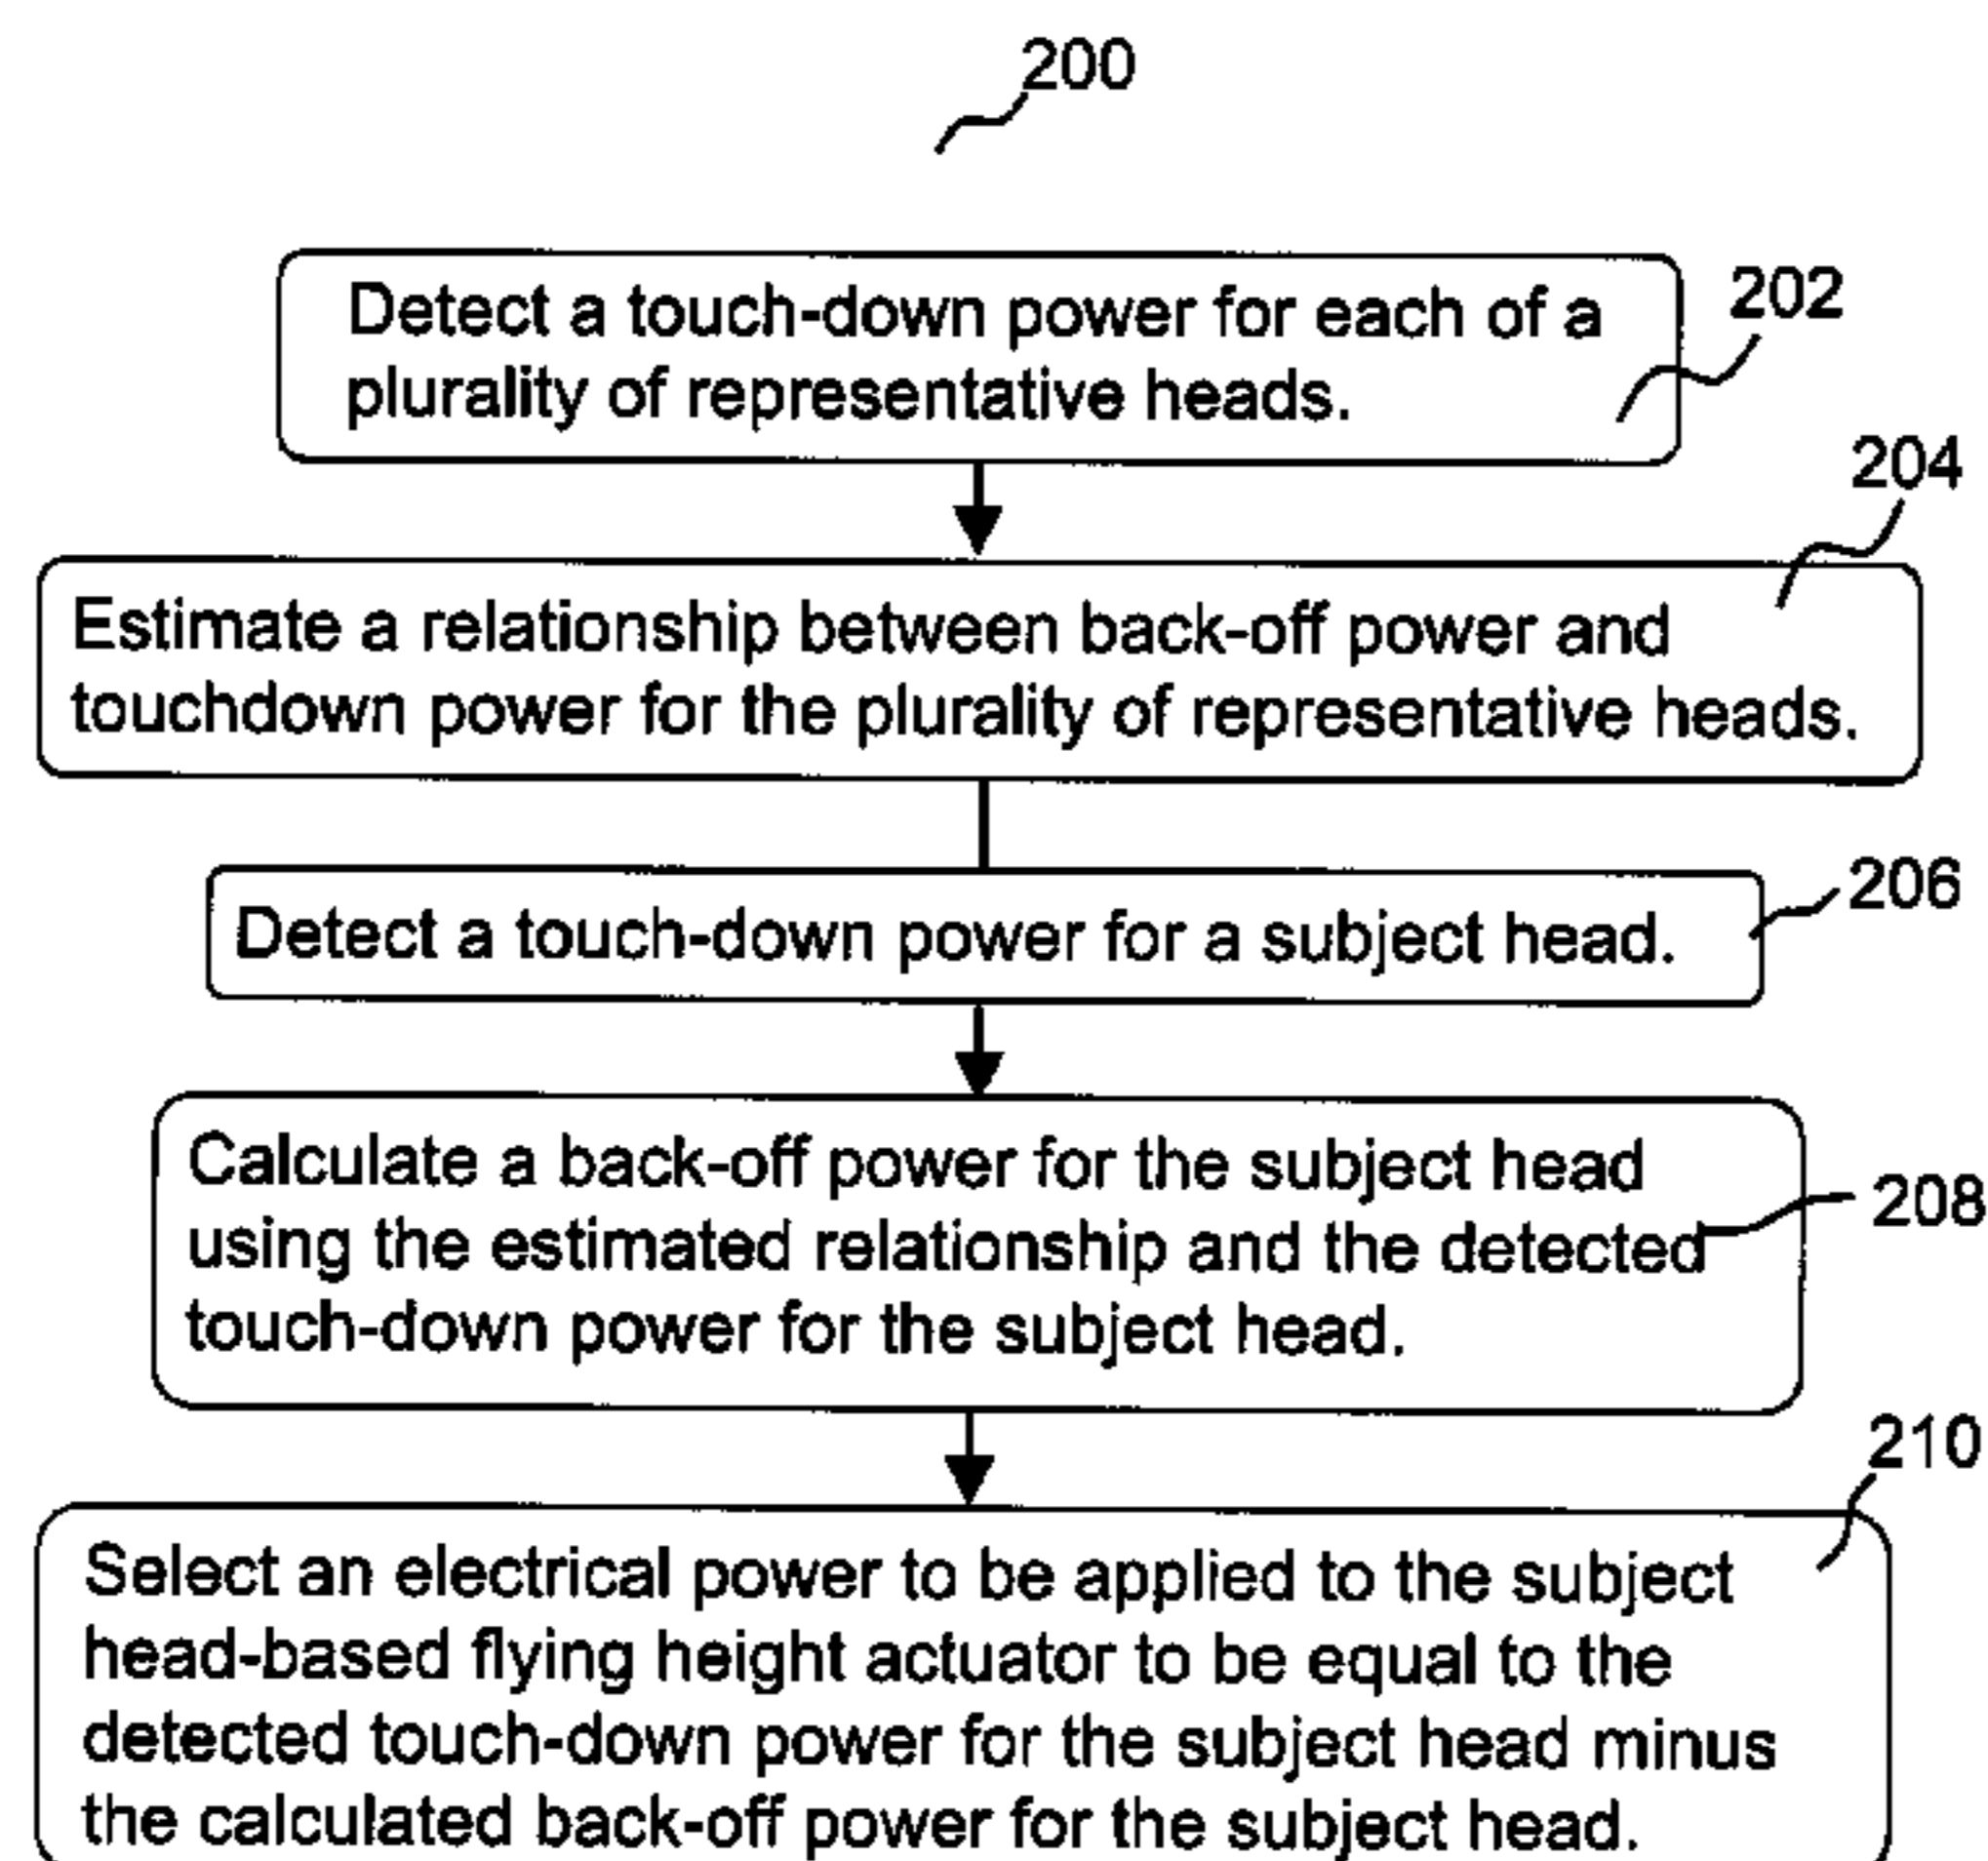 200
Detect a touch-down power for each of a
plurality of representative heads.
202
204
Estimate a relationship between back-off power and
touchdown power for the plurality of representative heads.
206
Detect a touch-down power for a subject head.
Calculate a back-off power for the subject head
using the estimated relationship and the detected
touch-down power for the subject head.
208
210
Select an electrical power to be applied to the subject
head-based flying height actuator to be equal to the
detected touch-down power for the subject head minus
the calculated back-off power for the subject head.